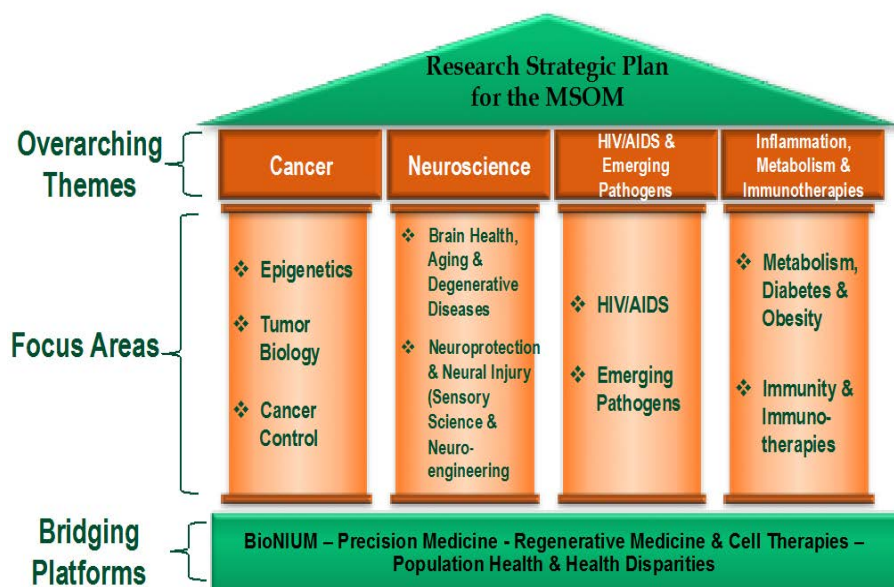 Research Strategic Plan
for the MSOM
Overarching
Themes
Cancer
Neuroscience
HIV/AIDS &
Emerging
Pathogens
Inflammation,
Metabolism &
Immunotherapies
Focus Areas
❖ Epigenetics
❖ Tumor
Biology
❖ Cancer
Control
❖ Brain Health,
Aging &
Degenerative
Diseases
❖ Neuroprotection
& Neural Injury
(Sensory
Science &
Neuro-
engineering
❖ HIV/AIDS
❖ Emerging
Pathogens
❖ Metabolism,
Diabetes &
Obesity
❖ Immunity &
Immuno-
therapies
Bridging
Platforms
BioNIUM – Precision Medicine - Regenerative Medicine & Cell Therapies –
Population Health & Health Disparities